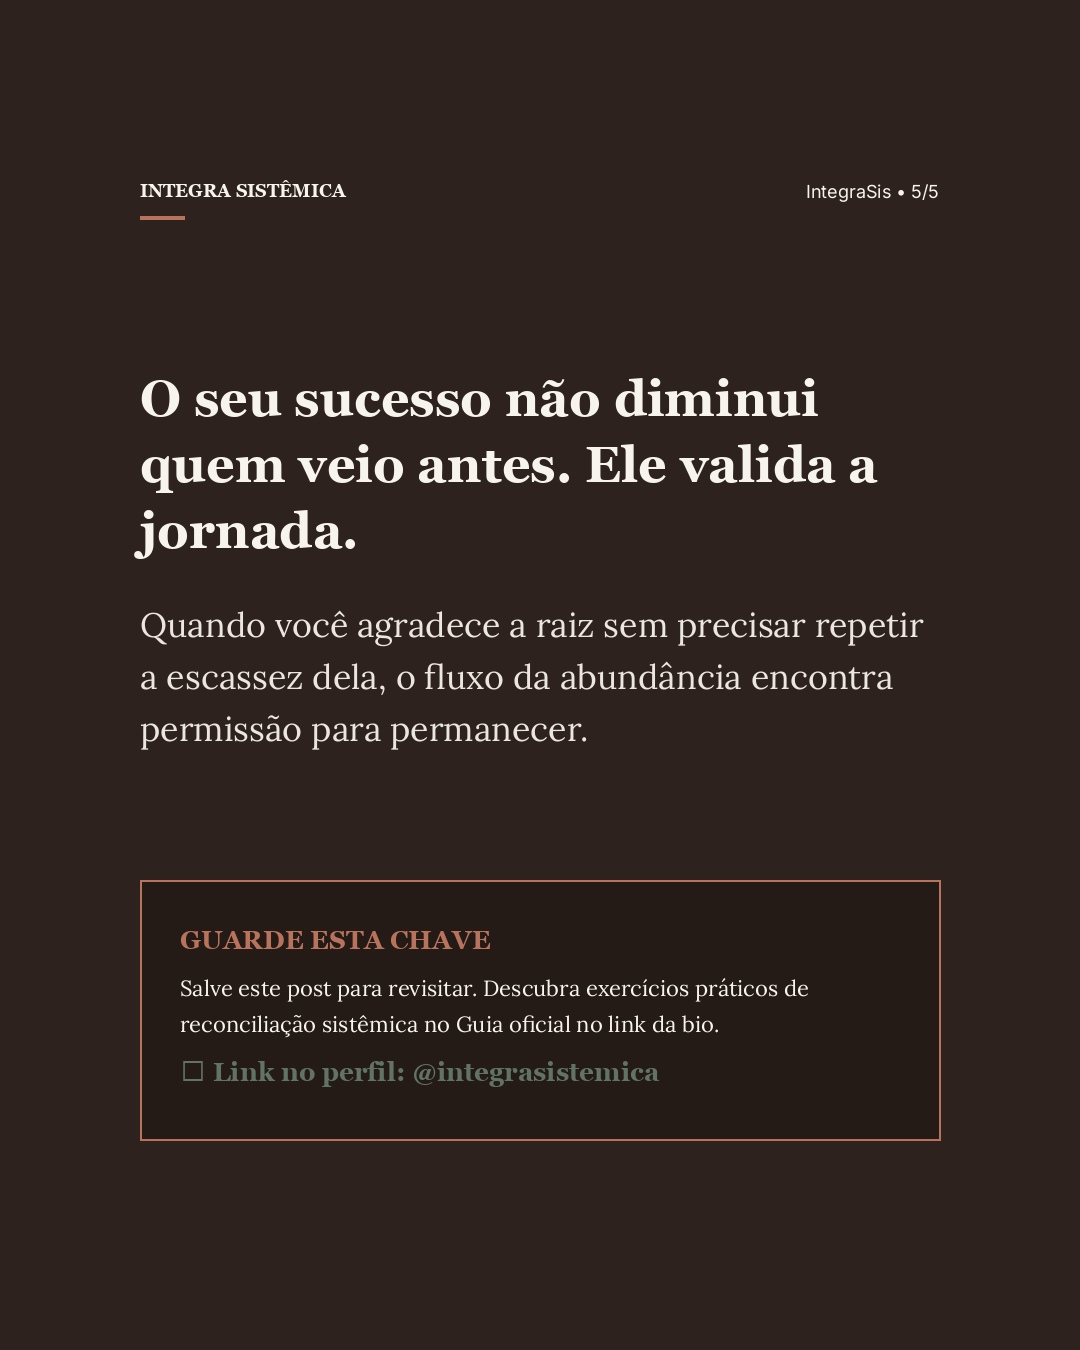 INTEGRA SISTÊMICA
IntegraSis • 5/5
O seu sucesso não diminui
quem veio antes. Ele valida a
jornada.
Quando você agradece a raiz sem precisar repetir
a escassez dela, o fluxo da abundância encontra
permissão para permanecer.
GUARDE ESTA CHAVE
Salve este post para revisitar. Descubra exercícios práticos de
reconciliação sistêmica no Guia oficial no link da bio.
☐ Link no perfil: @integrasistemica